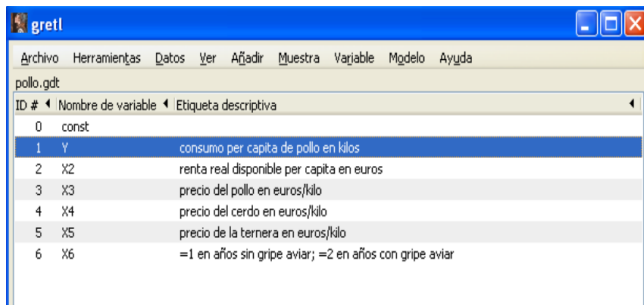 gretl
Archivo Herramientas Datos Ver Añadir Muestra Variable Modelo Ayuda
pollo.gdt
ID # Nombre de variable Etiqueta descriptiva
0 const
1 Y consumo per capita de pollo en kilos
2 X2 renta real disponible per capita en euros
3 X3 precio del pollo en euros/kilo
4 X4 precio del cerdo en euros/kilo
5 X5 precio de la ternera en euros/kilo
6 X6 =1 en años sin gripe aviar; =2 en años con gripe aviar